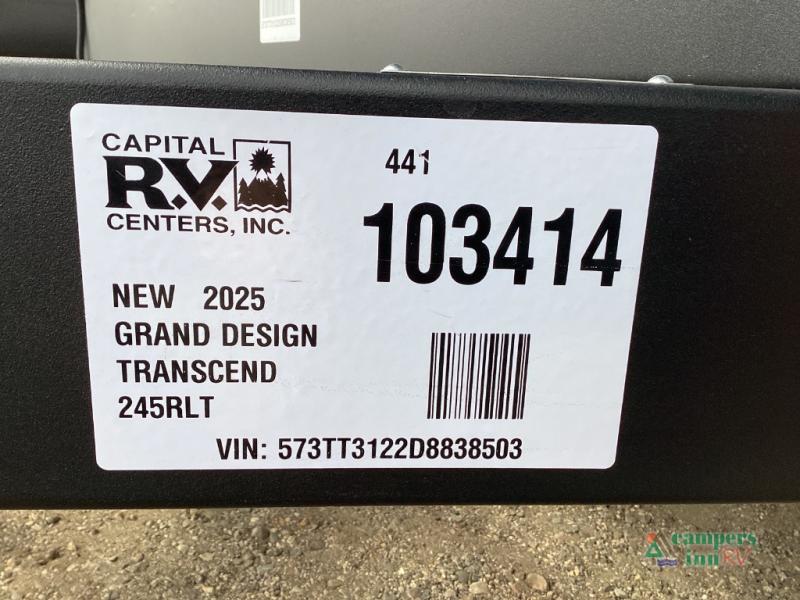 CAPITAL
R.V.
CENTERS, INC.
441
103414
NEW 2025
GRAND DESIGN
TRANSCEND
245RLT
VIN: 573TT3122D8838503
campers
inn RV